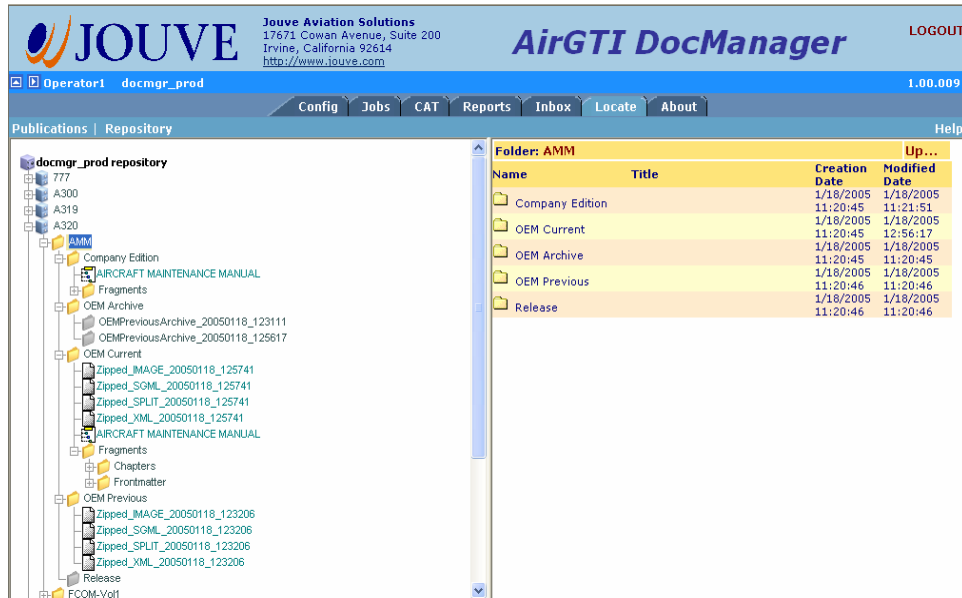 JOUVE
Jouve Aviation Solutions
17671 Cowan Avenue, Suite 200
Irvine, California 92614
http://www.jouve.com
AirGTI DocManager
LOGOUT
Operator1 docmgr_prod
1.00.009
Config Jobs CAT Reports Inbox Locate About
Publications | Repository
Help
docmgr_prod repository
777
A300
A319
A320
AMM
Company Edition
AIRCRAFT MAINTENANCE MANUAL
Fragments
OEM Archive
OEMPreviousArchive_20050118_123111
OEMPreviousArchive_20050118_125617
OEM Current
Zipped_IMAGE_20050118_125741
Zipped_SGML_20050118_125741
Zipped_SPLIT_20050118_125741
Zipped_XML_20050118_125741
AIRCRAFT MAINTENANCE MANUAL
Fragments
Chapters
Frontmatter
OEM Previous
Zipped_IMAGE_20050118_123206
Zipped_SGML_20050118_123206
Zipped_SPLIT_20050118_123206
Zipped_XML_20050118_123206
Release
FCOM-Vol1
Folder: AMM Up...
Name Title Creation Date Modified Date
Company Edition 1/18/2005 11:20:45 1/18/2005 11:21:51
OEM Current 1/18/2005 11:20:45 1/18/2005 12:56:17
OEM Archive 1/18/2005 11:20:45 1/18/2005 11:20:45
OEM Previous 1/18/2005 11:20:46 1/18/2005 11:20:46
Release 1/18/2005 11:20:46 1/18/2005 11:20:46